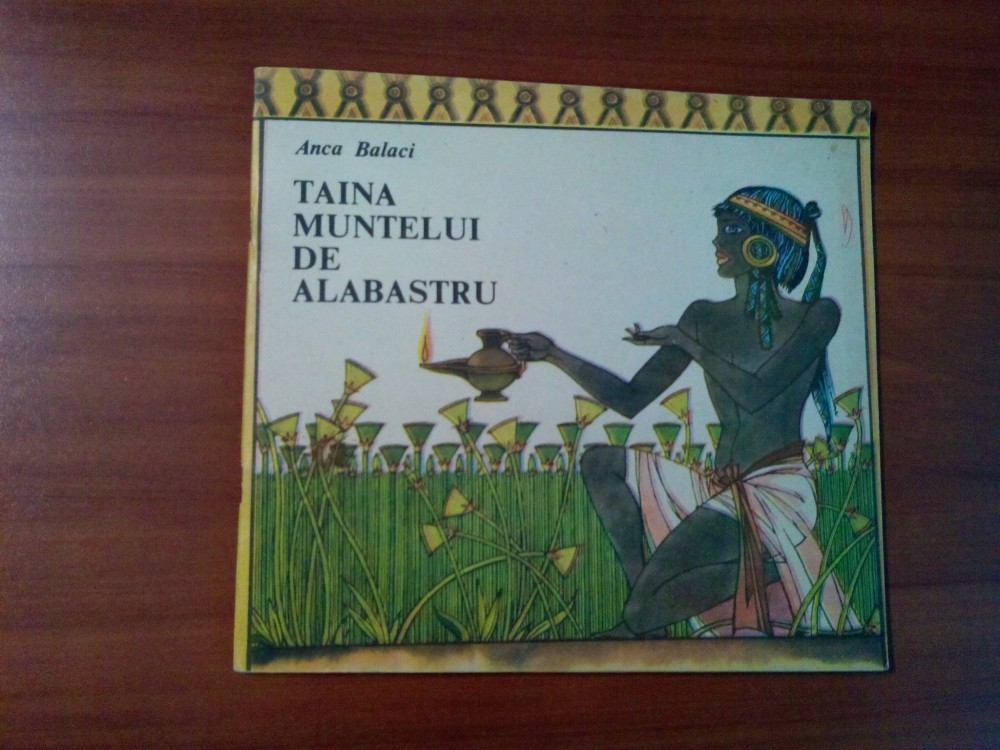 Anca Balaci
TAINA
MUNTELUI
DE
ALABASTRU